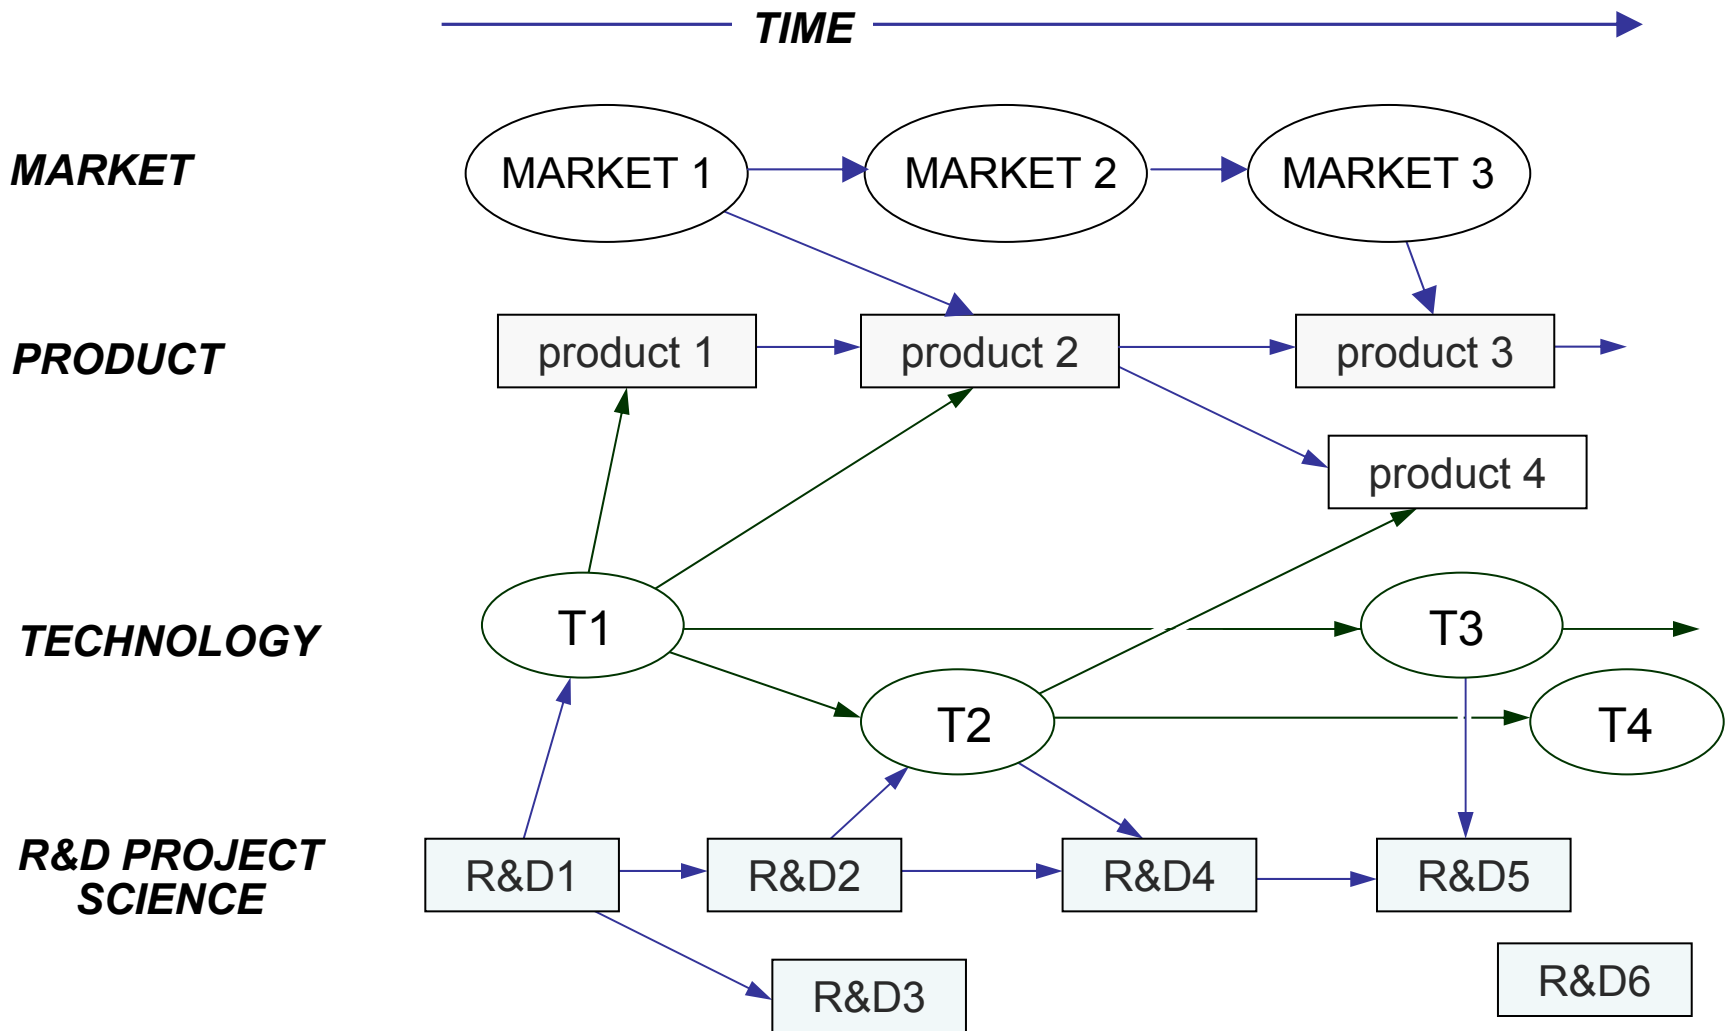 TIME
MARKET
MARKET 1
MARKET 2
MARKET 3
PRODUCT
product 1
product 2
product 3
product 4
TECHNOLOGY
T1
T3
T2
T4
R&D PROJECT
SCIENCE
R&D1
R&D2
R&D4
R&D5
R&D3
R&D6